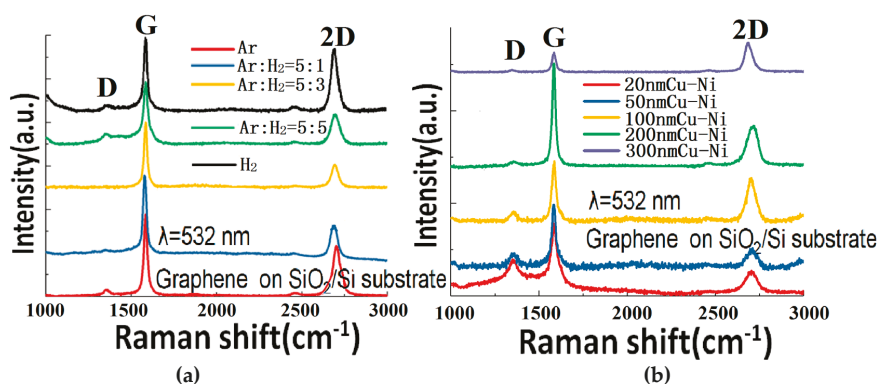 G
2D
D
Ar
Ar:H₂=5:1
Ar:H₂=5:3
Ar:H₂=5:5
H₂
λ=532 nm
Graphene on SiO₂/Si substrate
Intensity(a.u.)
1000 1500 2000 2500 3000
Raman shift(cm⁻¹)
(a)
D
G
2D
20nmCu-Ni
50nmCu-Ni
100nmCu-Ni
200nmCu-Ni
300nmCu-Ni
λ=532 nm
Graphene on SiO₂/Si substrate
Intensity(a.u.)
1000 1500 2000 2500 3000
Raman shift(cm⁻¹)
(b)